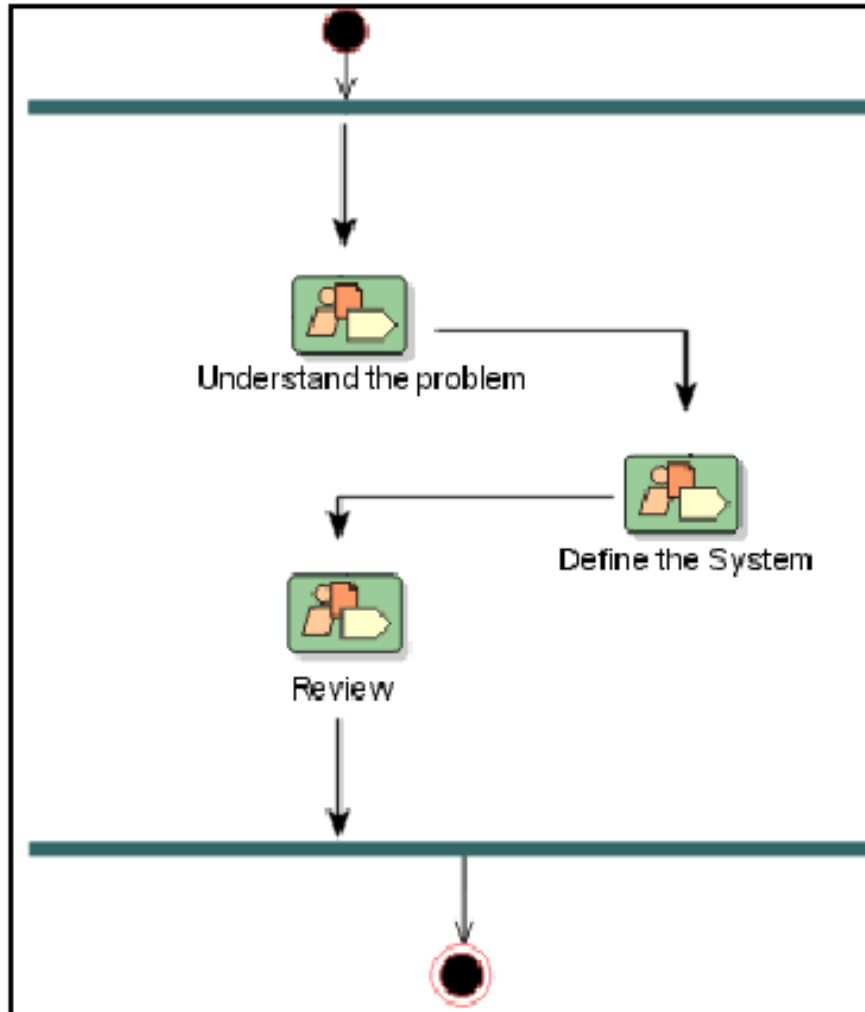 Understand the problem
Define the System
Review